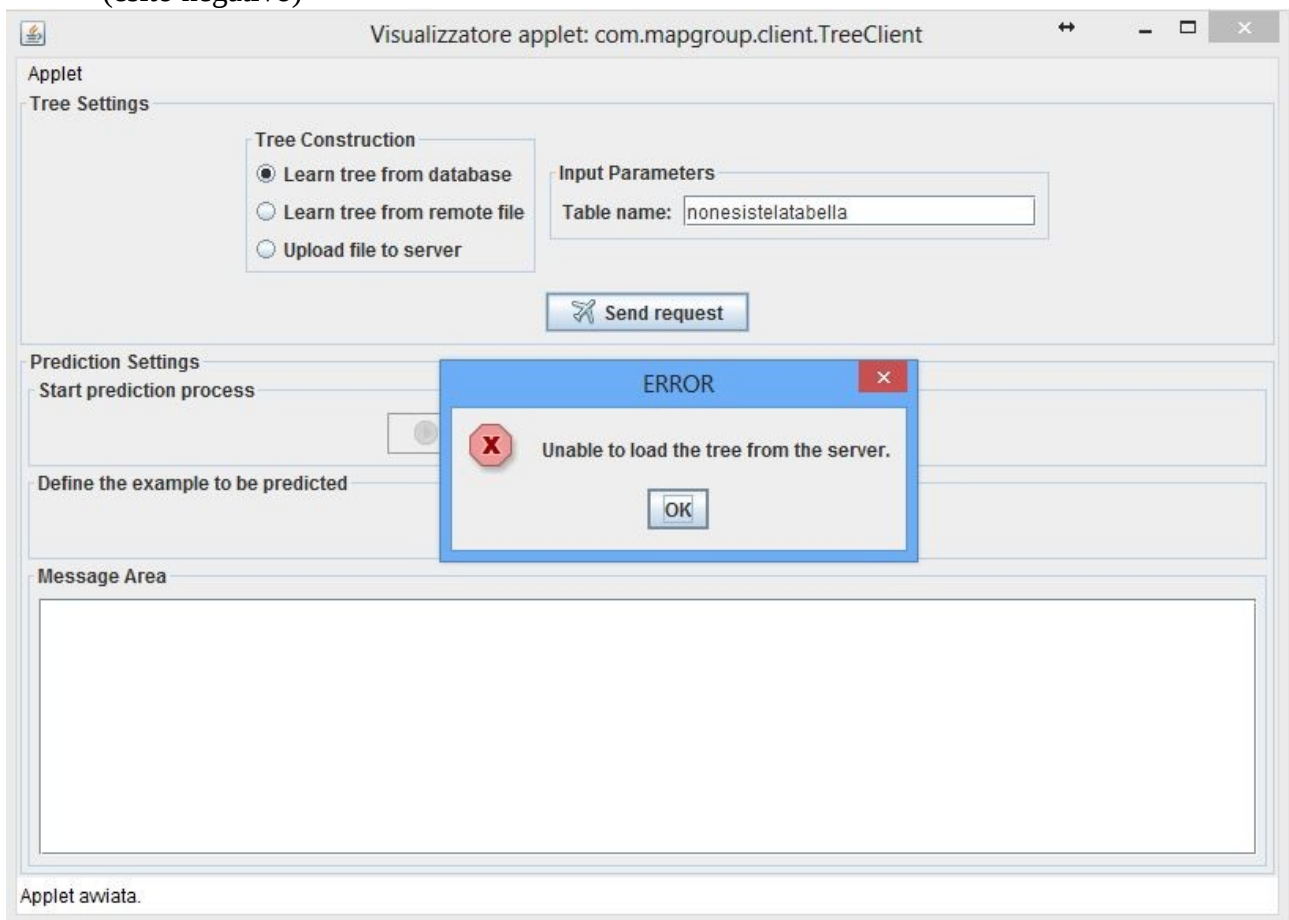 (esito negativo)
Visualizzatore applet: com.mapgroup.client.TreeClient
Applet
Tree Settings
Tree Construction
Learn tree from database
Learn tree from remote file
Upload file to server
Input Parameters
Table name: nonesistelatabella
Send request
Prediction Settings
Start prediction process
ERROR
Unable to load the tree from the server.
OK
Define the example to be predicted
Message Area
Applet avviata.